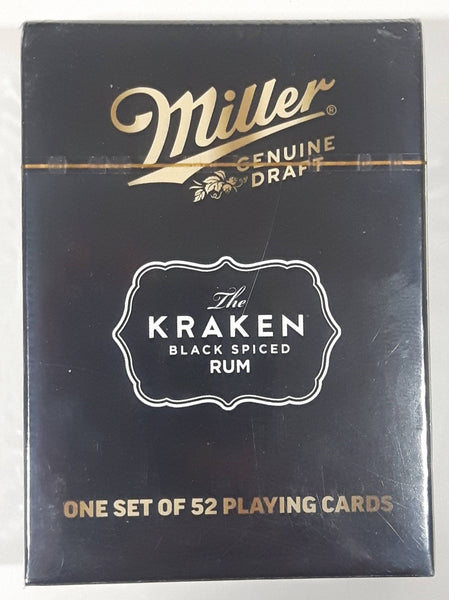 Miller®
GENUINE
DRAFT
The
KRAKEN
BLACK SPICED
RUM
ONE SET OF 52 PLAYING CARDS